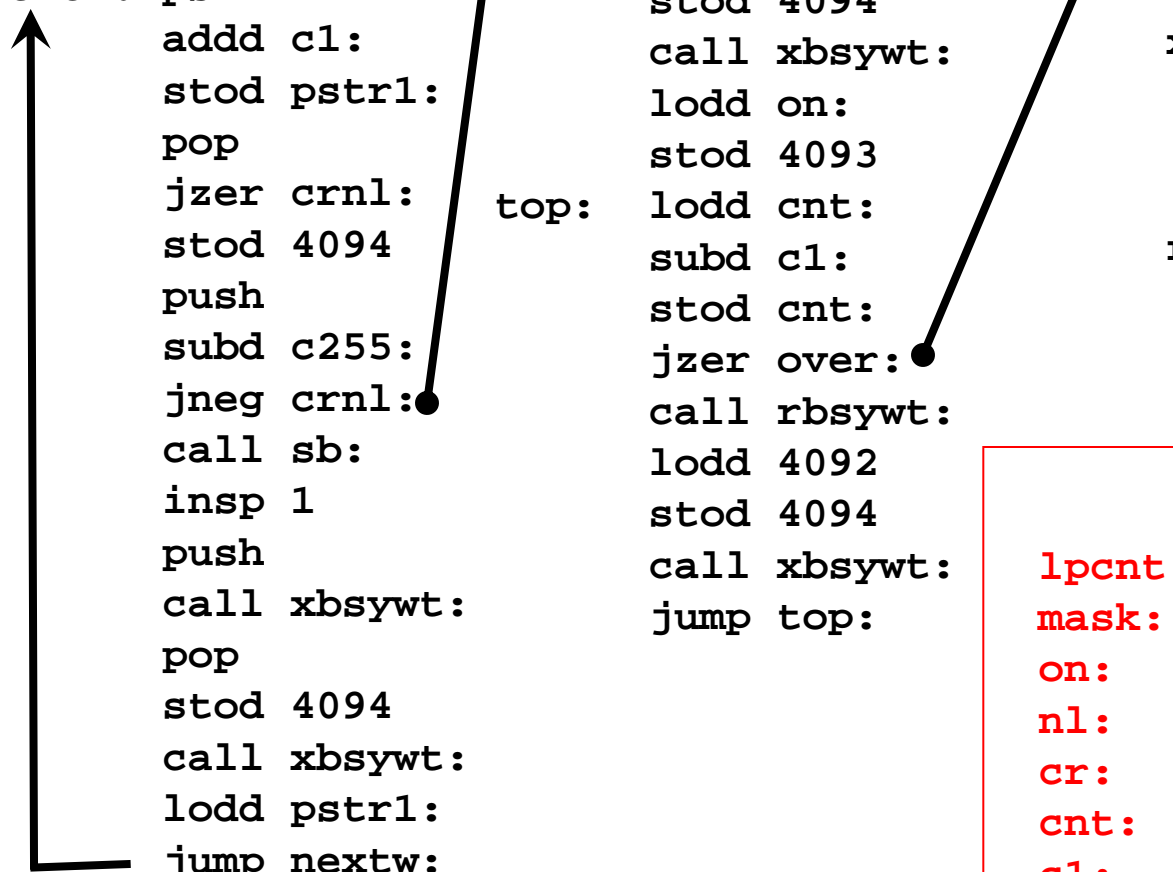 addd c1:
stod pstr1:
pop
jzer crnl:
stod 4094
push
subd c255:
jneg crnl:
call sb:
insp 1
push
call xbsywt:
pop
stod 4094
call xbsywt:
lodd pstr1:
jump nextw:
stod 4094
call xbsywt:
lodd on:
stod 4093
top: lodd cnt:
subd c1:
stod cnt:
jzer over:
call rbsywt:
lodd 4092
stod 4094
call xbsywt:
jump top:
lpcnt
mask:
on:
nl:
cr:
cnt:
c1: